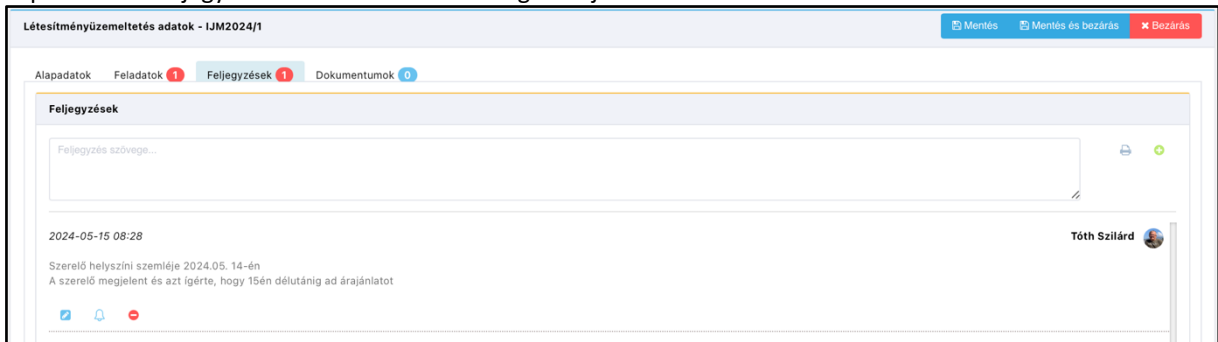 Létesítményüzemeltetés adatok - IJM2024/1
Mentés Mentés és bezárás Bezárás
Alapadatok Feladatok 1 Feljegyzések 1 Dokumentumok 0
Feljegyzések
Feljegyzés szövege...
2024-05-15 08:28 Tóth Szilárd
Szerelő helyszíni szemléje 2024.05. 14-én
A szerelő megjelent és azt ígérte, hogy 15én délutánig ad árajánlatot